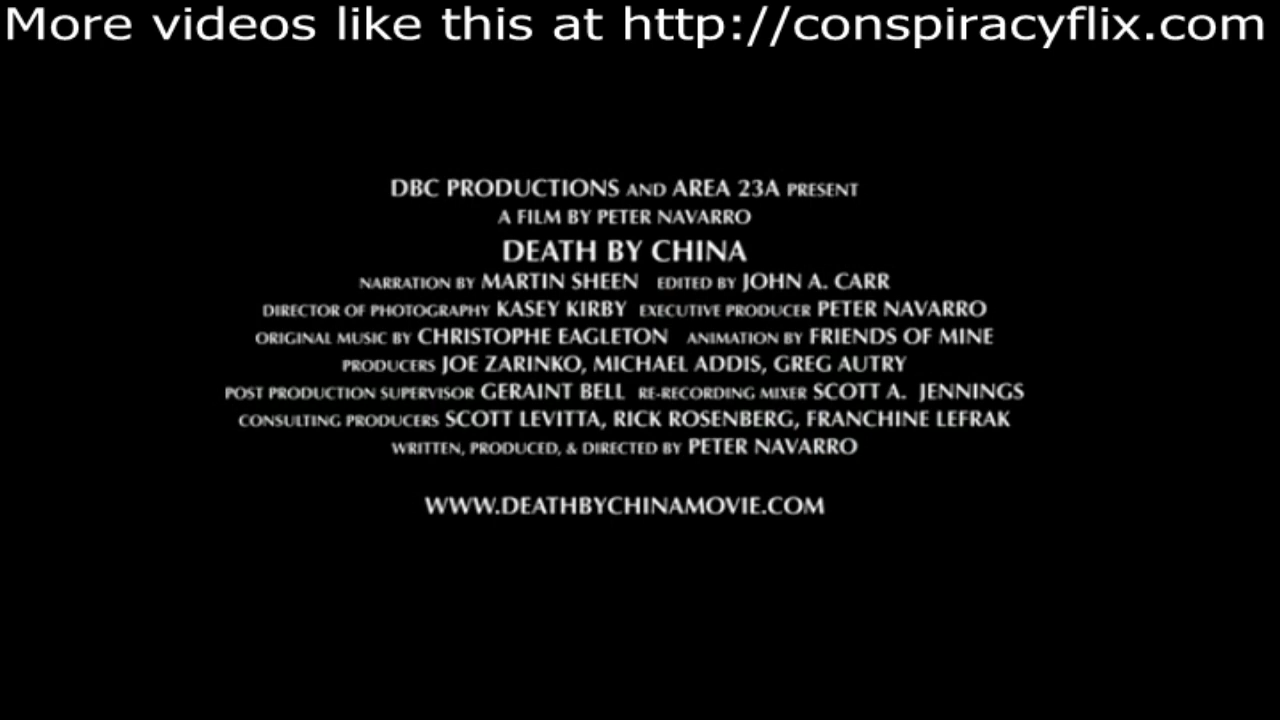 More videos like this at http://conspiracyflix.com
DBC PRODUCTIONS AND AREA 23A PRESENT
A FILM BY PETER NAVARRO
DEATH BY CHINA
NARRATION BY MARTIN SHEEN EDITED BY JOHN A. CARR
DIRECTOR OF PHOTOGRAPHY KASEY KIRBY EXECUTIVE PRODUCER PETER NAVARRO
ORIGINAL MUSIC BY CHRISTOPHE EAGLETON ANIMATION BY FRIENDS OF MINE
PRODUCERS JOE ZARINKO, MICHAEL ADDIS, GREG AUTRY
POST PRODUCTION SUPERVISOR GERAINT BELL RE-RECORDING MIXER SCOTT A. JENNINGS
CONSULTING PRODUCERS SCOTT LEVITTA, RICK ROSENBERG, FRANCHINE LEFRAK
WRITTEN, PRODUCED, & DIRECTED BY PETER NAVARRO
WWW.DEATHBYCHINAMOVIE.COM